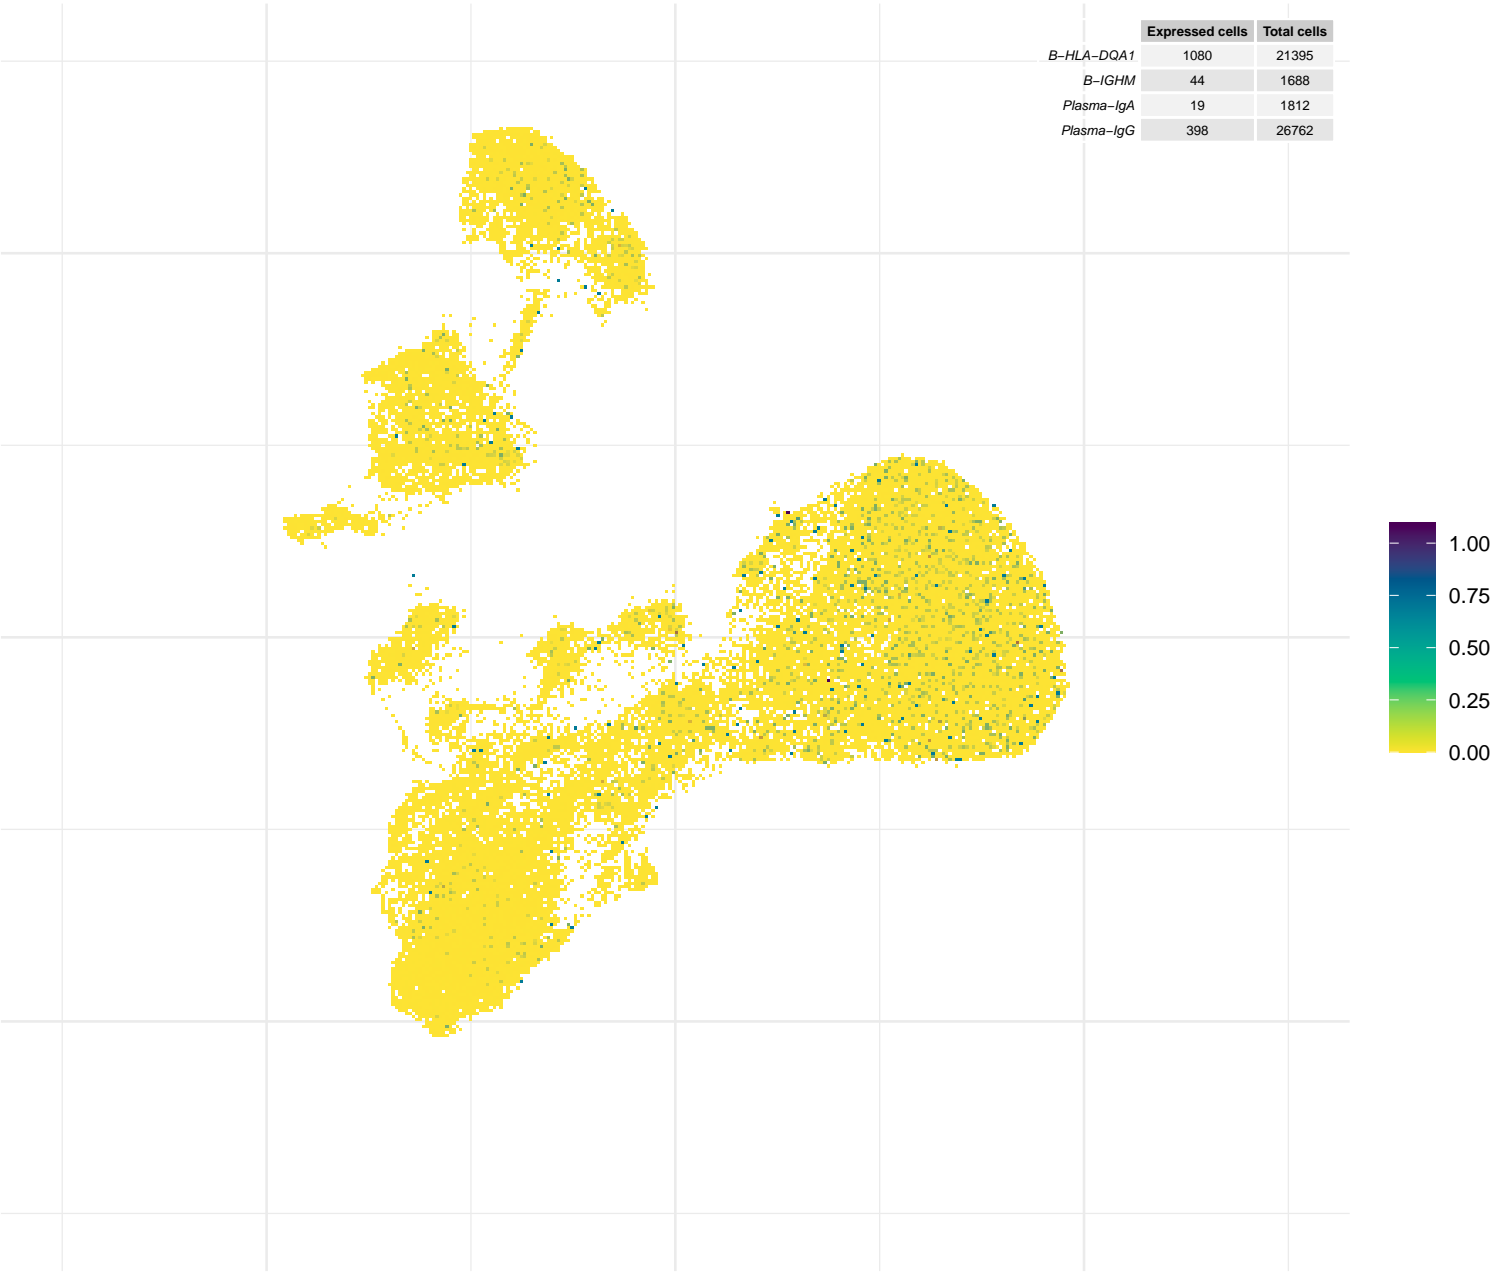 Expressed cells Total cells
B−HLA−DQA1 1080 21395
B−IGHM 44 1688
Plasma−IgA 19 1812
Plasma−IgG 398 26762
1.00
0.75
0.50
0.25
0.00